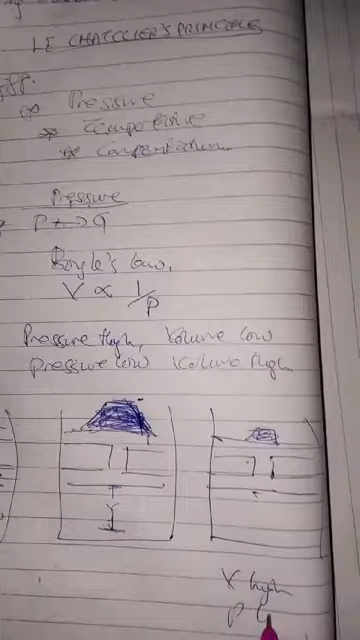 LE CHATELIER'S PRINCIPLE
eff.
Pressure
Temperature
Concentration.
Pressure
P ↔ Q
Boyle's Law,
V ∝ 1/P
Pressure High, Volume Low
Pressure Low Volume High
V high
P L